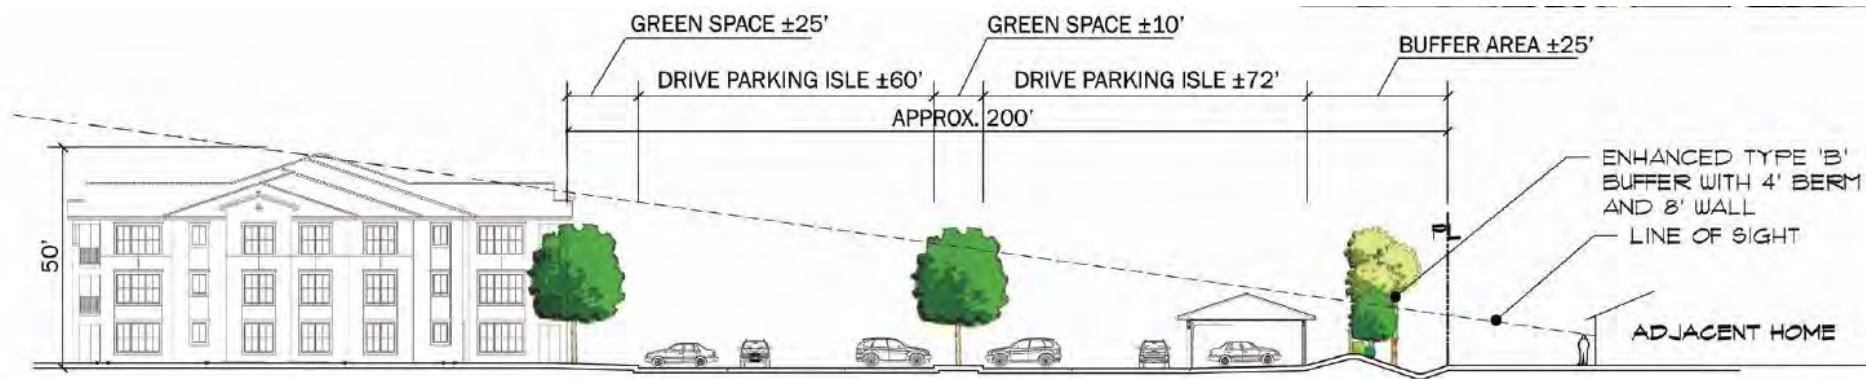 GREEN SPACE ±25'
GREEN SPACE ±10'
BUFFER AREA ±25'
DRIVE PARKING ISLE ±60'
DRIVE PARKING ISLE ±72'
APPROX. 200'
50'
ENHANCED TYPE 'B'
BUFFER WITH 4' BERM
AND 8' WALL
LINE OF SIGHT
ADJACENT HOME